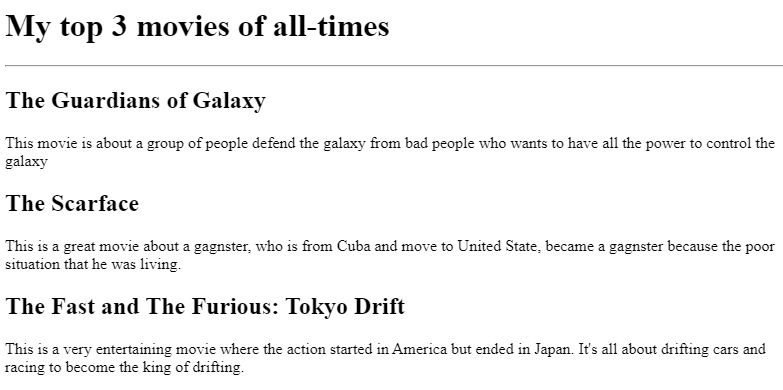 My top 3 movies of all-times
The Guardians of Galaxy
This movie is about a group of people defend the galaxy from bad people who wants to have all the power to control the
galaxy
The Scarface
This is a great movie about a gagnster, who is from Cuba and move to United State, became a gagnster because the poor
situation that he was living.
The Fast and The Furious: Tokyo Drift
This is a very entertaining movie where the action started in America but ended in Japan. It's all about drifting cars and
racing to become the king of drifting.